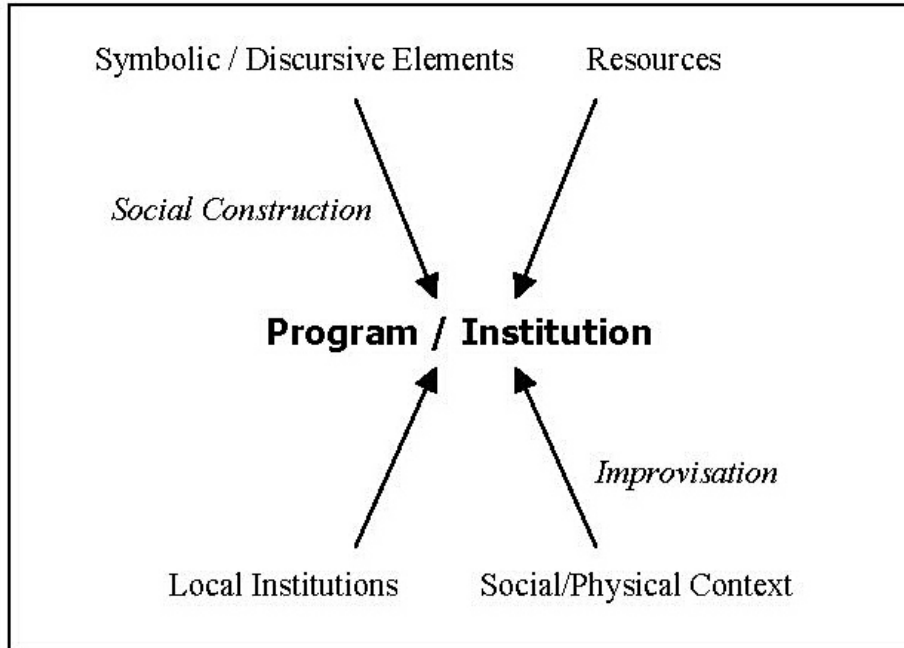 Symbolic / Discursive Elements
Resources
Social Construction
Program / Institution
Improvisation
Local Institutions
Social/Physical Context